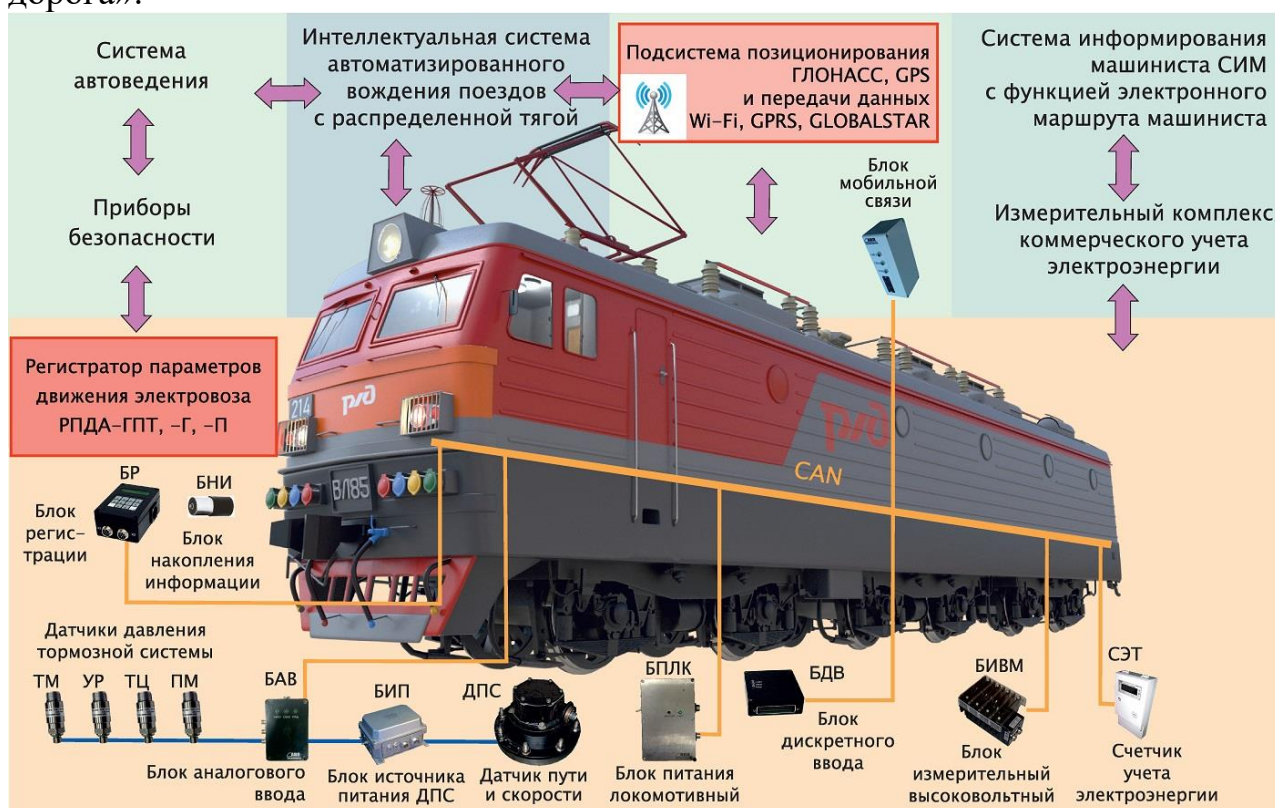 дорога».
Система
автоведения
Интеллектуальная система
автоматизированного
вождения поездов
с распределенной тягой
Подсистема позиционирования
ГЛОНАСС, GPS
и передачи данных
Wi-Fi, GPRS, GLOBALSTAR
Система информирования
машиниста СИМ
с функцией электронного
маршрута машиниста
Приборы
безопасности
Блок
мобильной
связи
Измерительный комплекс
коммерческого учета
электроэнергии
Регистратор параметров
движения электровоза
РПДА-ГПТ, -Г, -П
214
ржд
ржд
ВЛ85
CAN
БР
БНИ
Блок
регис-
трации
Блок
накопления
информации
Датчики давления
тормозной системы
ТМ УР ТЦ ПМ
БАВ
БИП
ДПС
БПЛК
БДВ
БИВМ
СЭТ
Блок аналогового
ввода
Блок источника
питания ДПС
Датчик пути
и скорости
Блок питания
локомотивный
Блок
дискретного
ввода
Блок
измерительный
высоковольтный
Счетчик
учета
электроэнергии